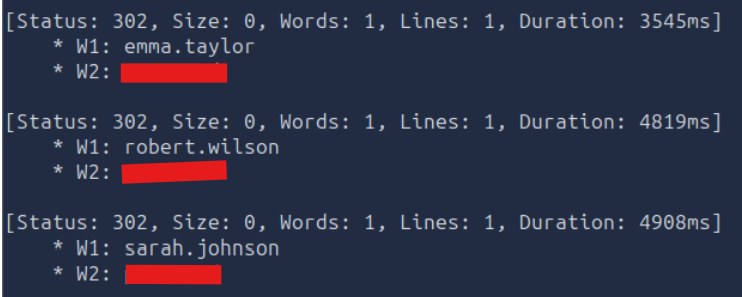 [Status: 302, Size: 0, Words: 1, Lines: 1, Duration: 3545ms]
* W1: emma.taylor
* W2:
[Status: 302, Size: 0, Words: 1, Lines: 1, Duration: 4819ms]
* W1: robert.wilson
* W2:
[Status: 302, Size: 0, Words: 1, Lines: 1, Duration: 4908ms]
* W1: sarah.johnson
* W2: